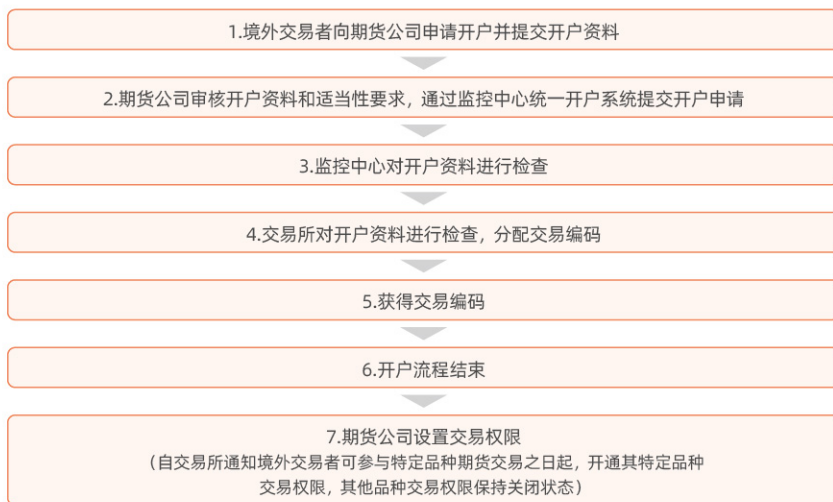 1.境外交易者向期货公司申请开户并提交开户资料
2.期货公司审核开户资料和适当性要求，通过监控中心统一开户系统提交开户申请
3.监控中心对开户资料进行检查
4.交易所对开户资料进行检查，分配交易编码
5.获得交易编码
6.开户流程结束
7.期货公司设置交易权限
（自交易所通知境外交易者可参与特定品种期货交易之日起，开通其特定品种
交易权限，其他品种交易权限保持关闭状态）